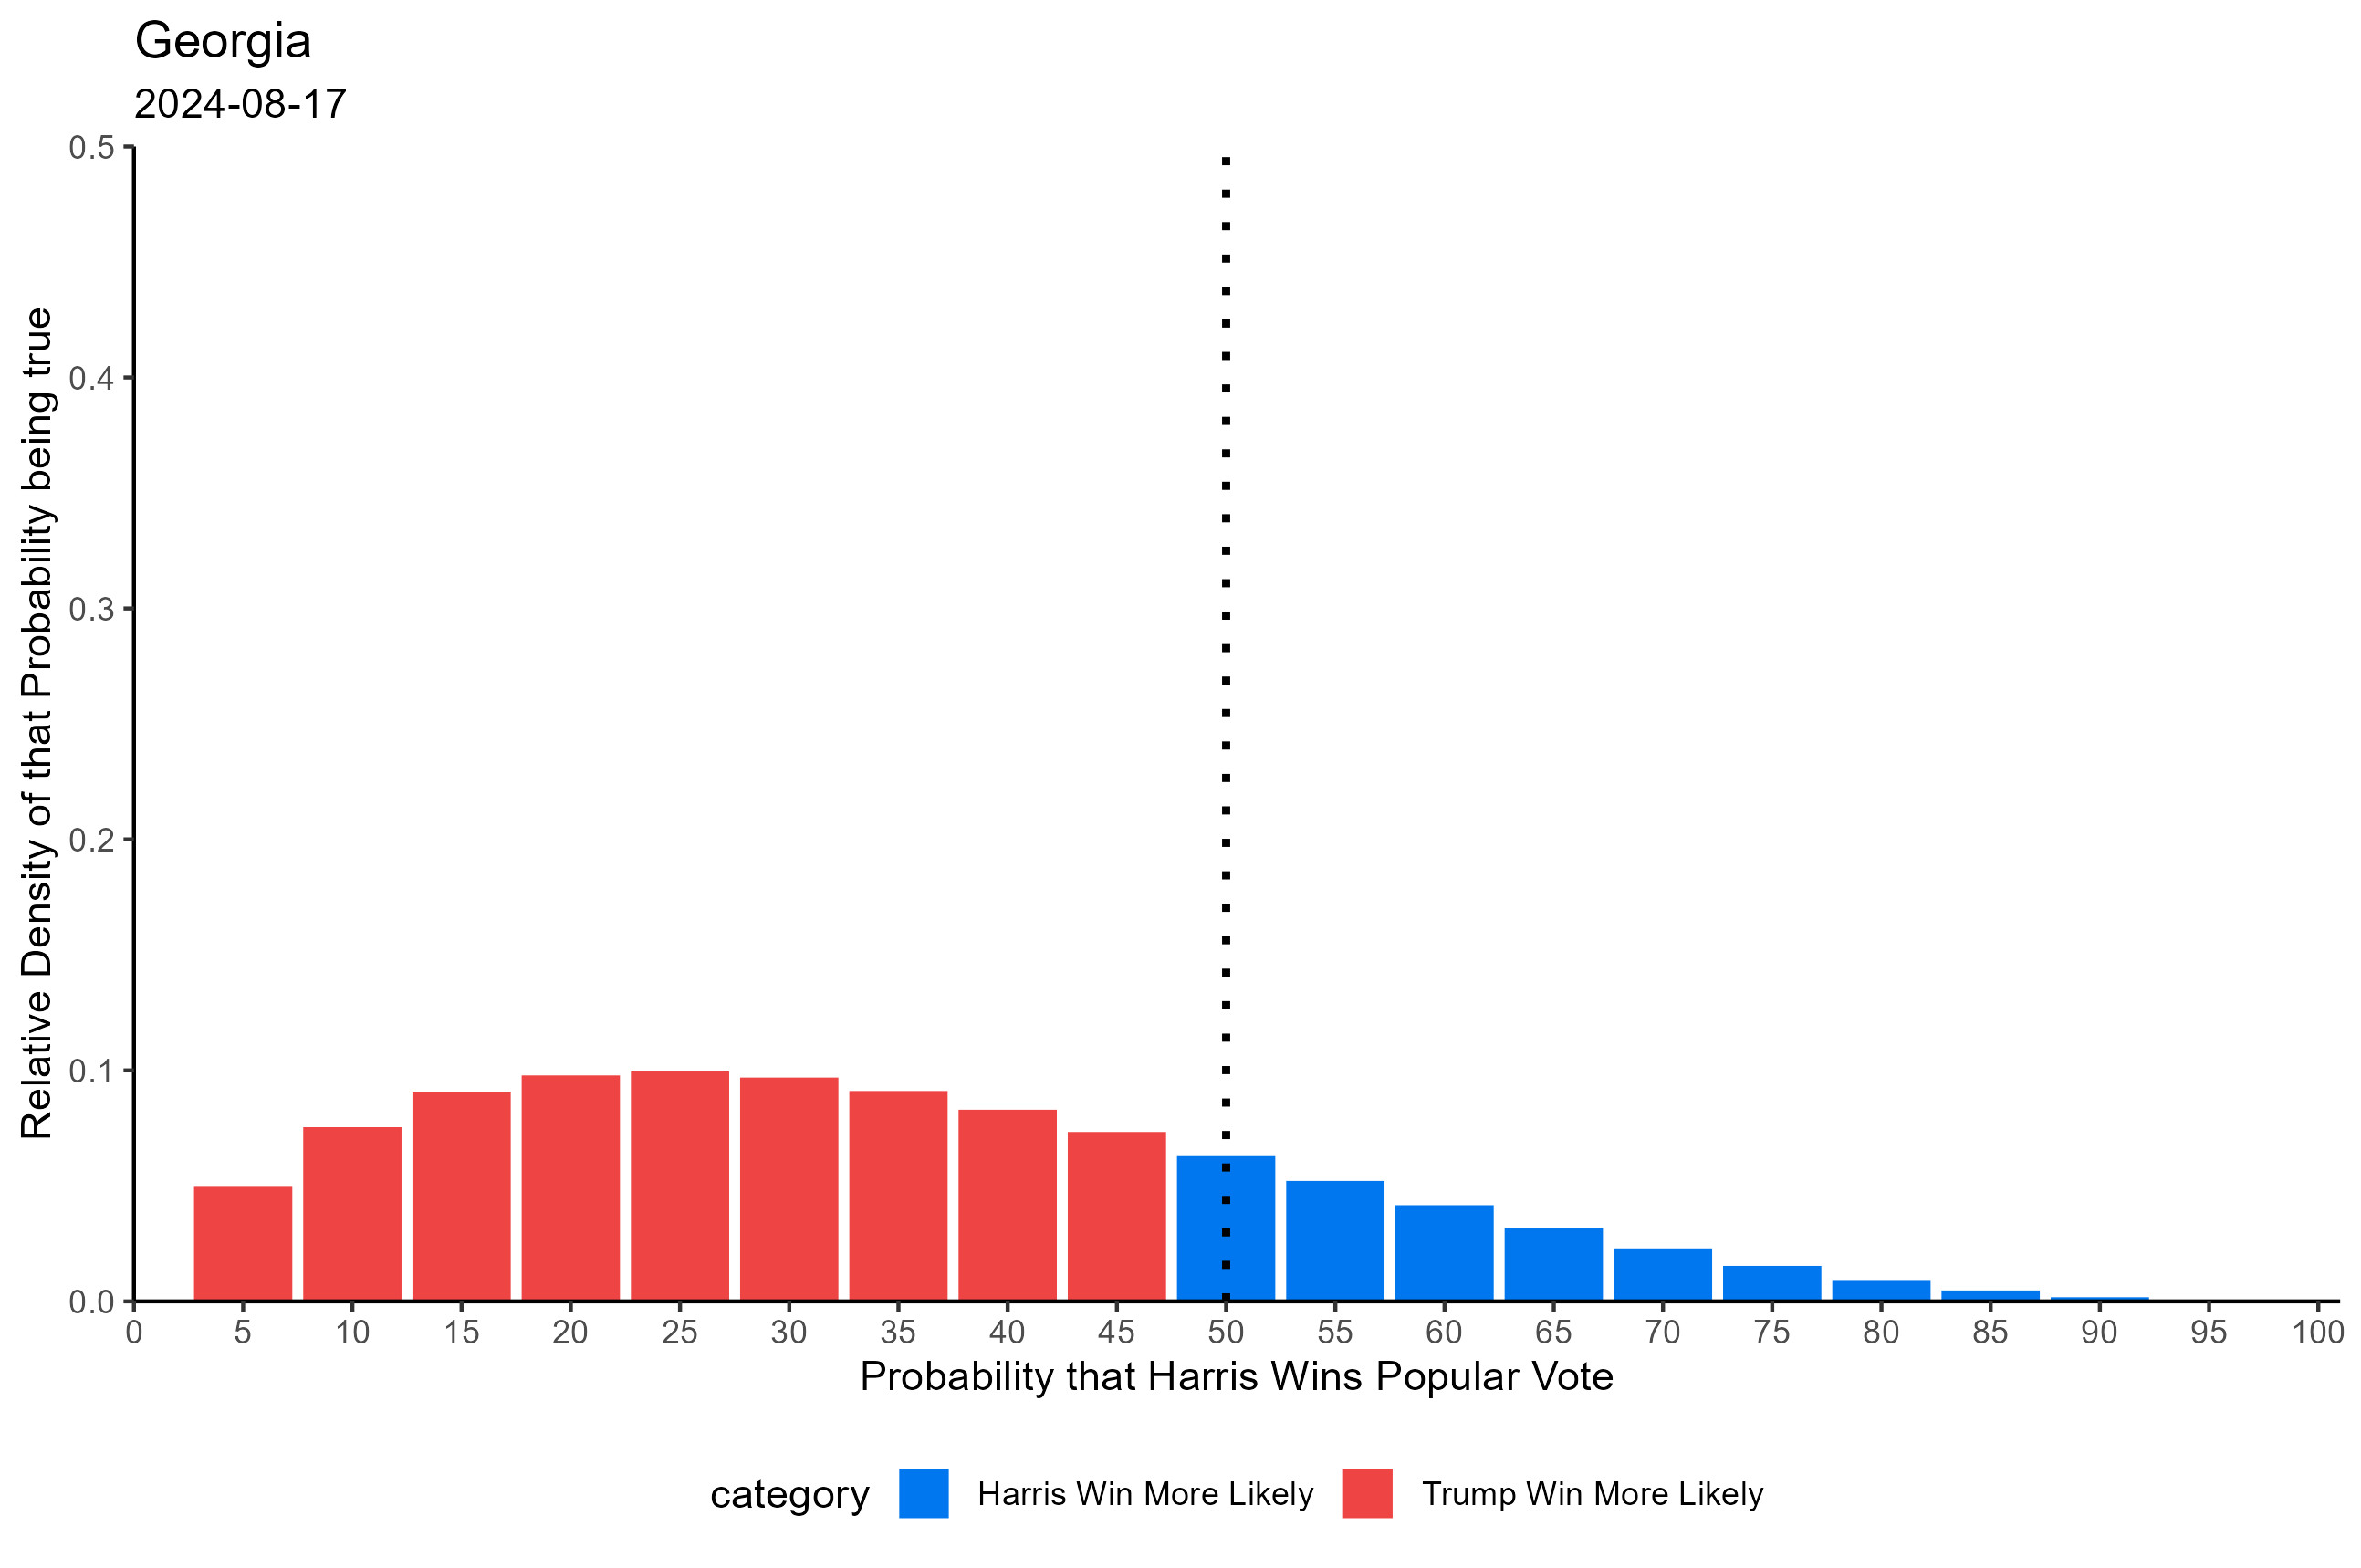 Georgia
2024-08-17
Relative Density of that Probability being true
0.5
0.4
0.3
0.2
0.1
0.0
0 5 10 15 20 25 30 35 40 45 50 55 60 65 70 75 80 85 90 95 100
Probability that Harris Wins Popular Vote
category Harris Win More Likely Trump Win More Likely